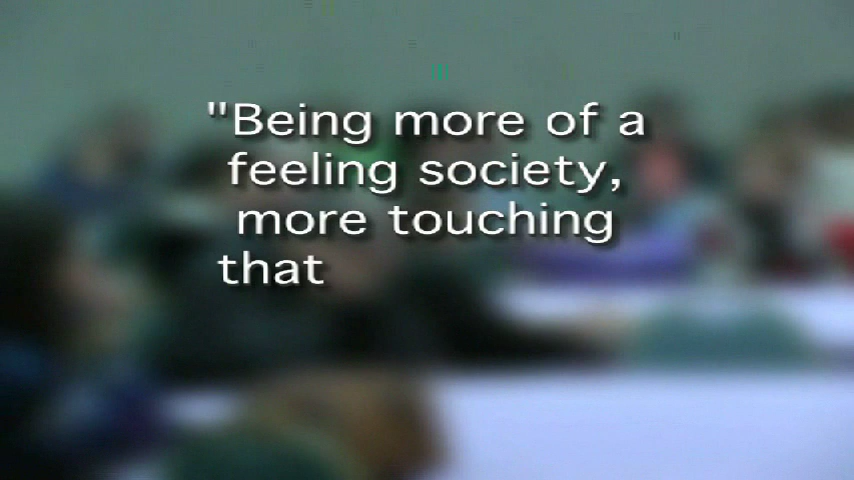 "Being more of a
feeling society,
more touching
that